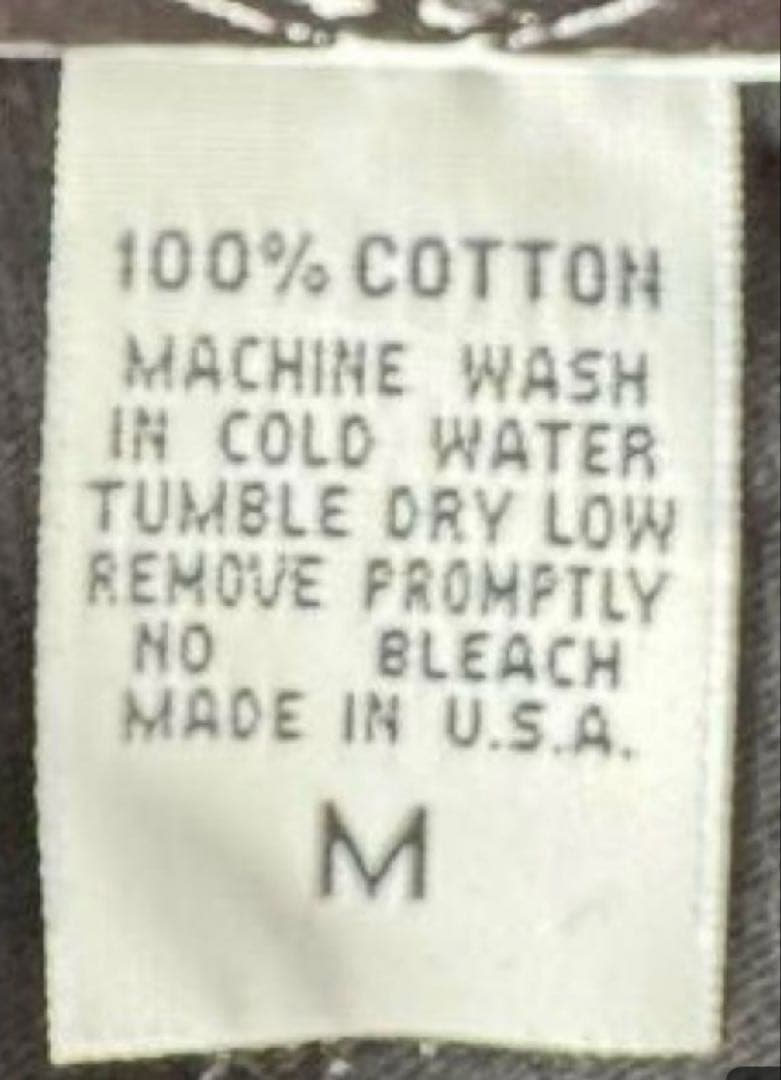 100% COTTON
MACHINE WASH
IN COLD WATER
TUMBLE DRY LOW
REMOVE PROMPTLY
NO BLEACH
MADE IN U.S.A.
M